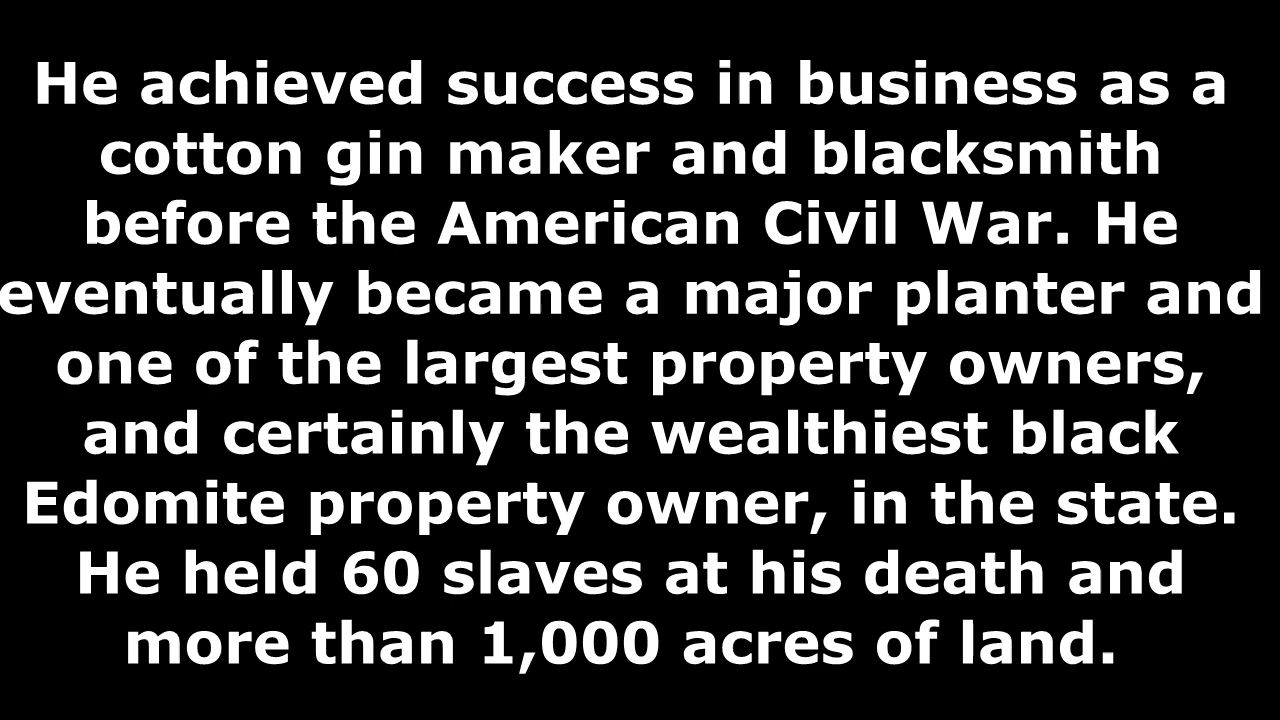 He achieved success in business as a
cotton gin maker and blacksmith
before the American Civil War. He
eventually became a major planter and
one of the largest property owners,
and certainly the wealthiest black
Edomite property owner, in the state.
He held 60 slaves at his death and
more than 1,000 acres of land.